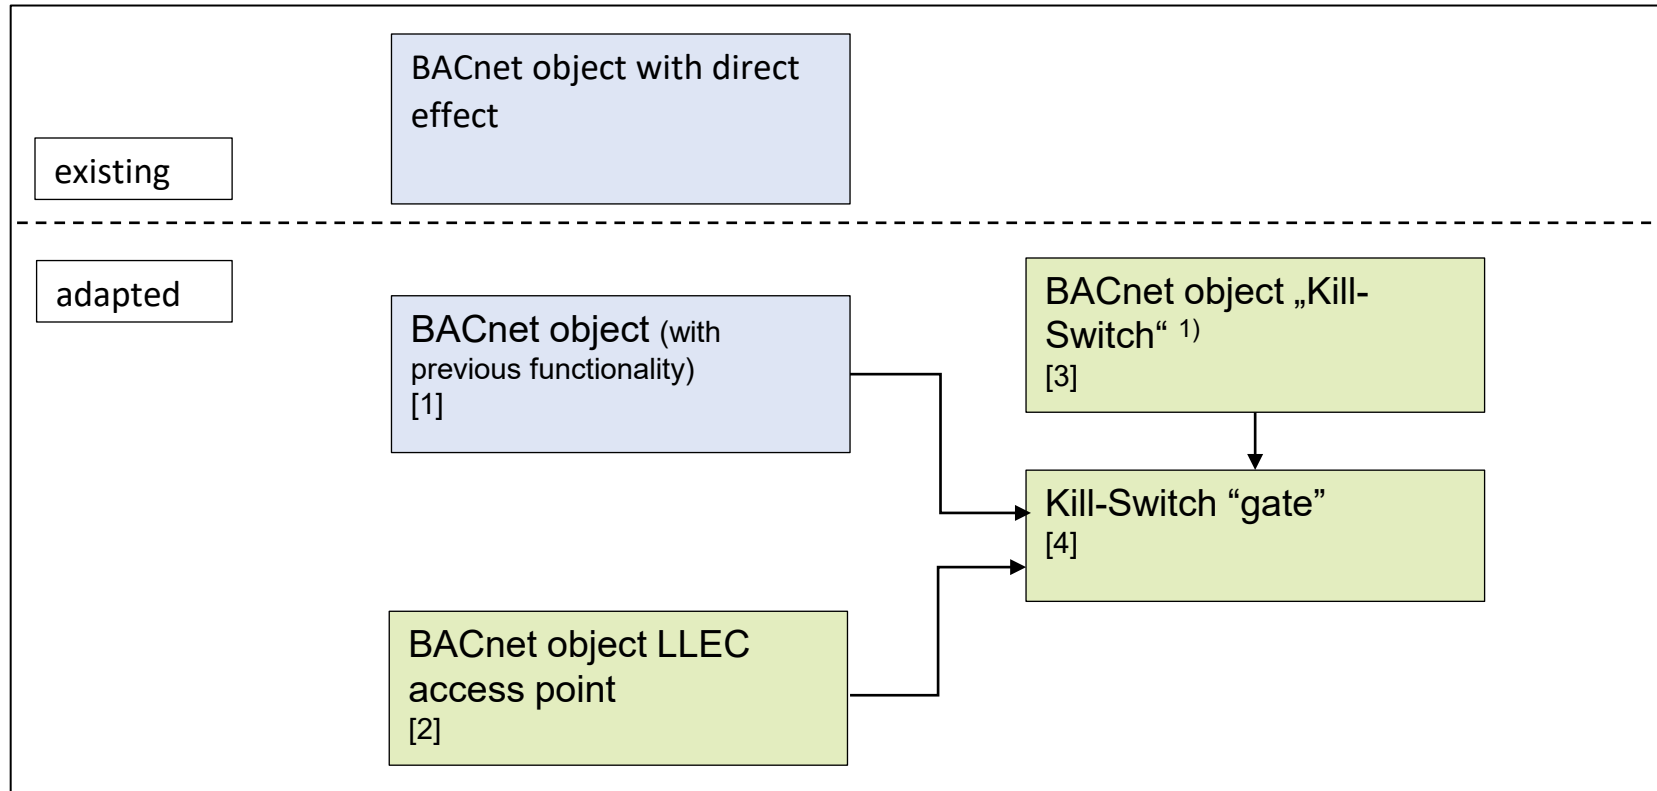 BACnet object with direct
effect
existing
adapted
BACnet object (with
previous functionality)
[1]
BACnet object „Kill-
Switch“ 1)
[3]
Kill-Switch “gate”
[4]
BACnet object LLEC
access point
[2]